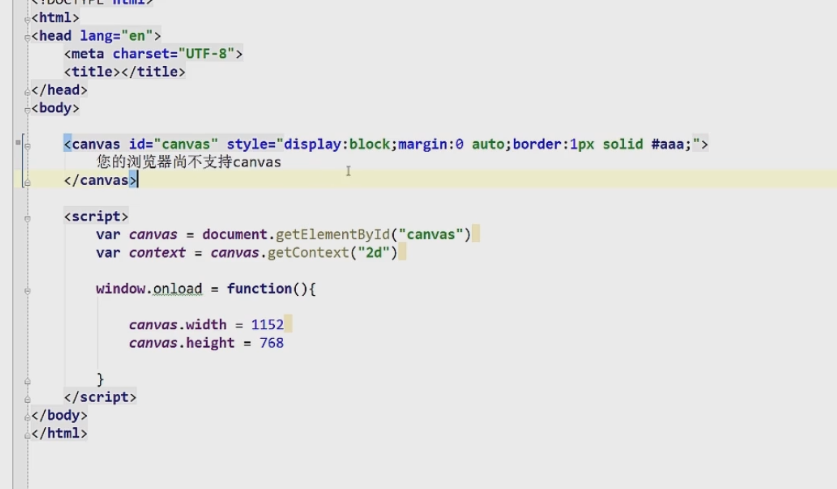 <!DOCTYPE html>
<html>
<head lang="en">
<meta charset="UTF-8">
<title></title>
</head>
<body>
<canvas id="canvas" style="display:block;margin:0 auto;border:1px solid #aaa;">
您的浏览器尚不支持canvas
</canvas>
<script>
var canvas = document.getElementById("canvas")
var context = canvas.getContext("2d")
window.onload = function(){
canvas.width = 1152
canvas.height = 768
}
</script>
</body>
</html>